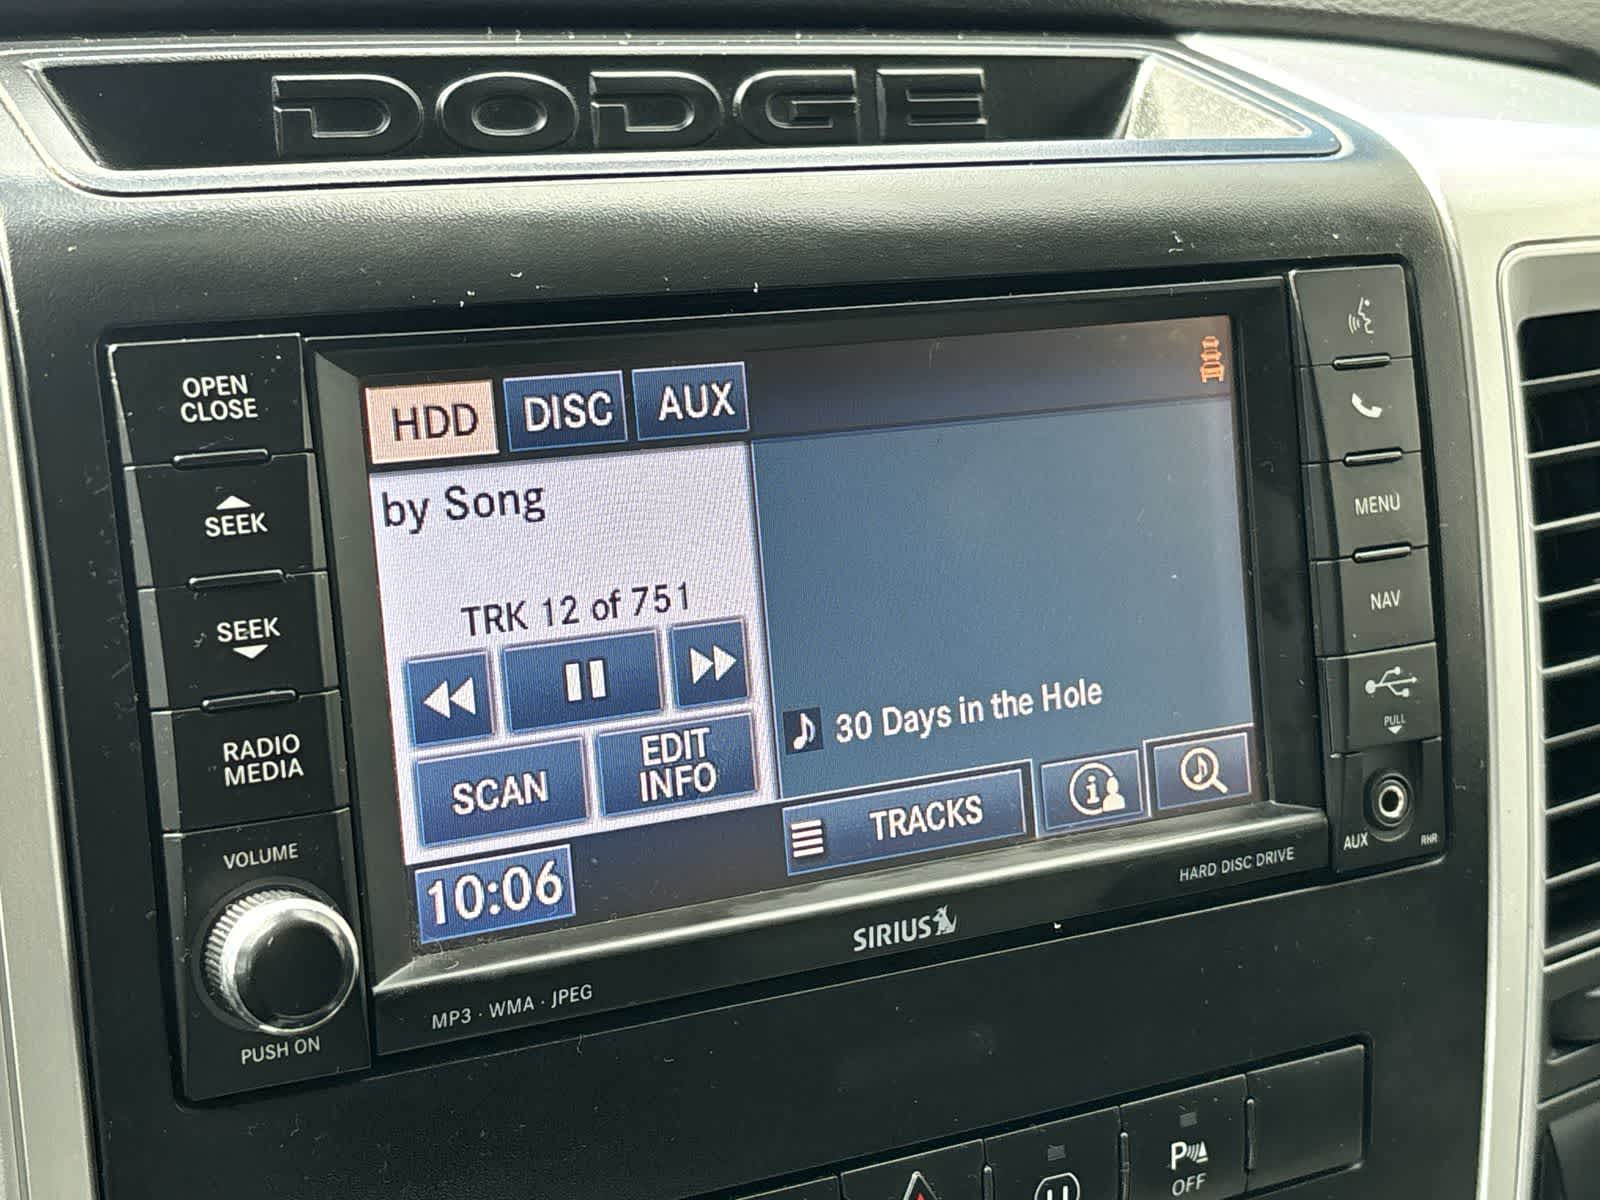 DODGE
OPEN
CLOSE
SEEK
SEEK
RADIO
MEDIA
VOLUME
PUSH ON
HDD
DISC
AUX
by Song
TRK 12 of 751
SCAN
EDIT
INFO
30 Days in the Hole
TRACKS
10:06
MENU
NAV
PULL
AUX
RHR
HARD DISC DRIVE
SIRIUS
MP3 · WMA · JPEG
P
OFF